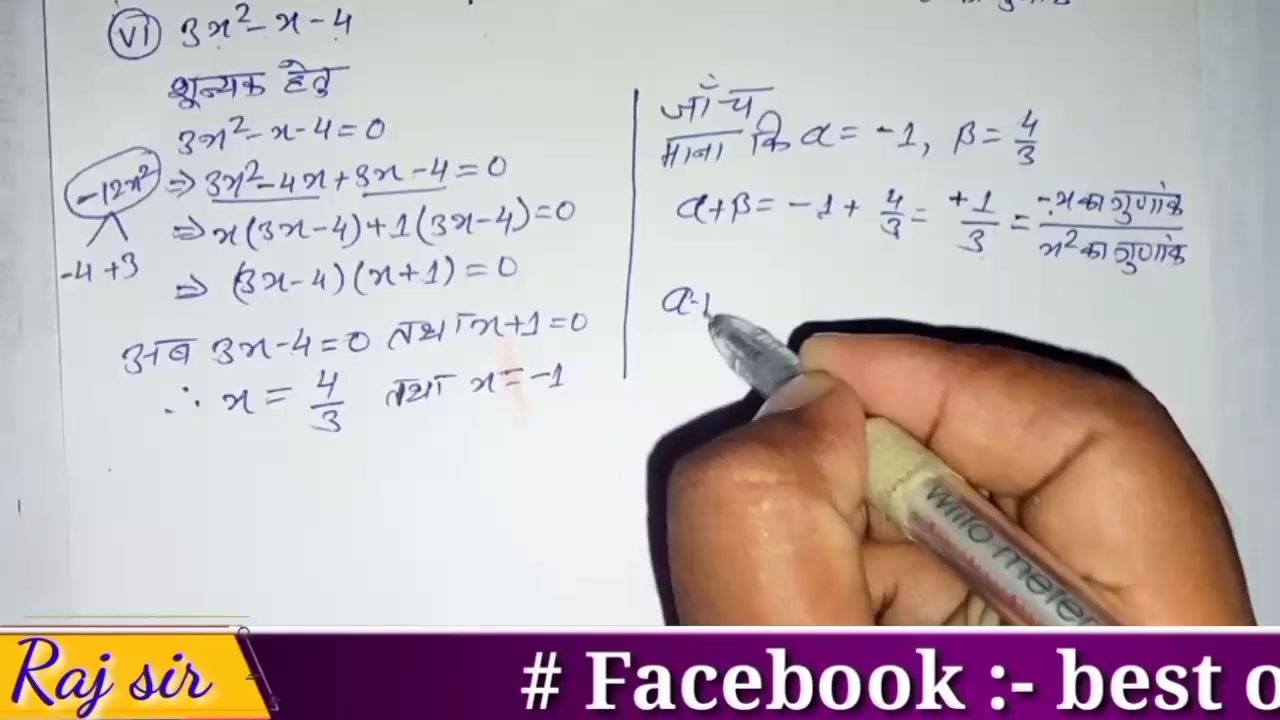 (vi) 3x² - x - 4
शून्यक हेतु
3x² - x - 4 = 0
-12x²
-4 +3
⇒ 3x² - 4x + 3x - 4 = 0
⇒ x(3x - 4) + 1(3x - 4) = 0
⇒ (3x - 4)(x + 1) = 0
अब 3x - 4 = 0 तथा x + 1 = 0
∴ x = 4/3 तथा x = -1
जाँच
माना कि α = -1, β = 4/3
α + β = -1 + 4/3 = +1/3 = -x का गुणांक / x² का गुणांक
α·
Raj sir
# Facebook :- best o
willo meter